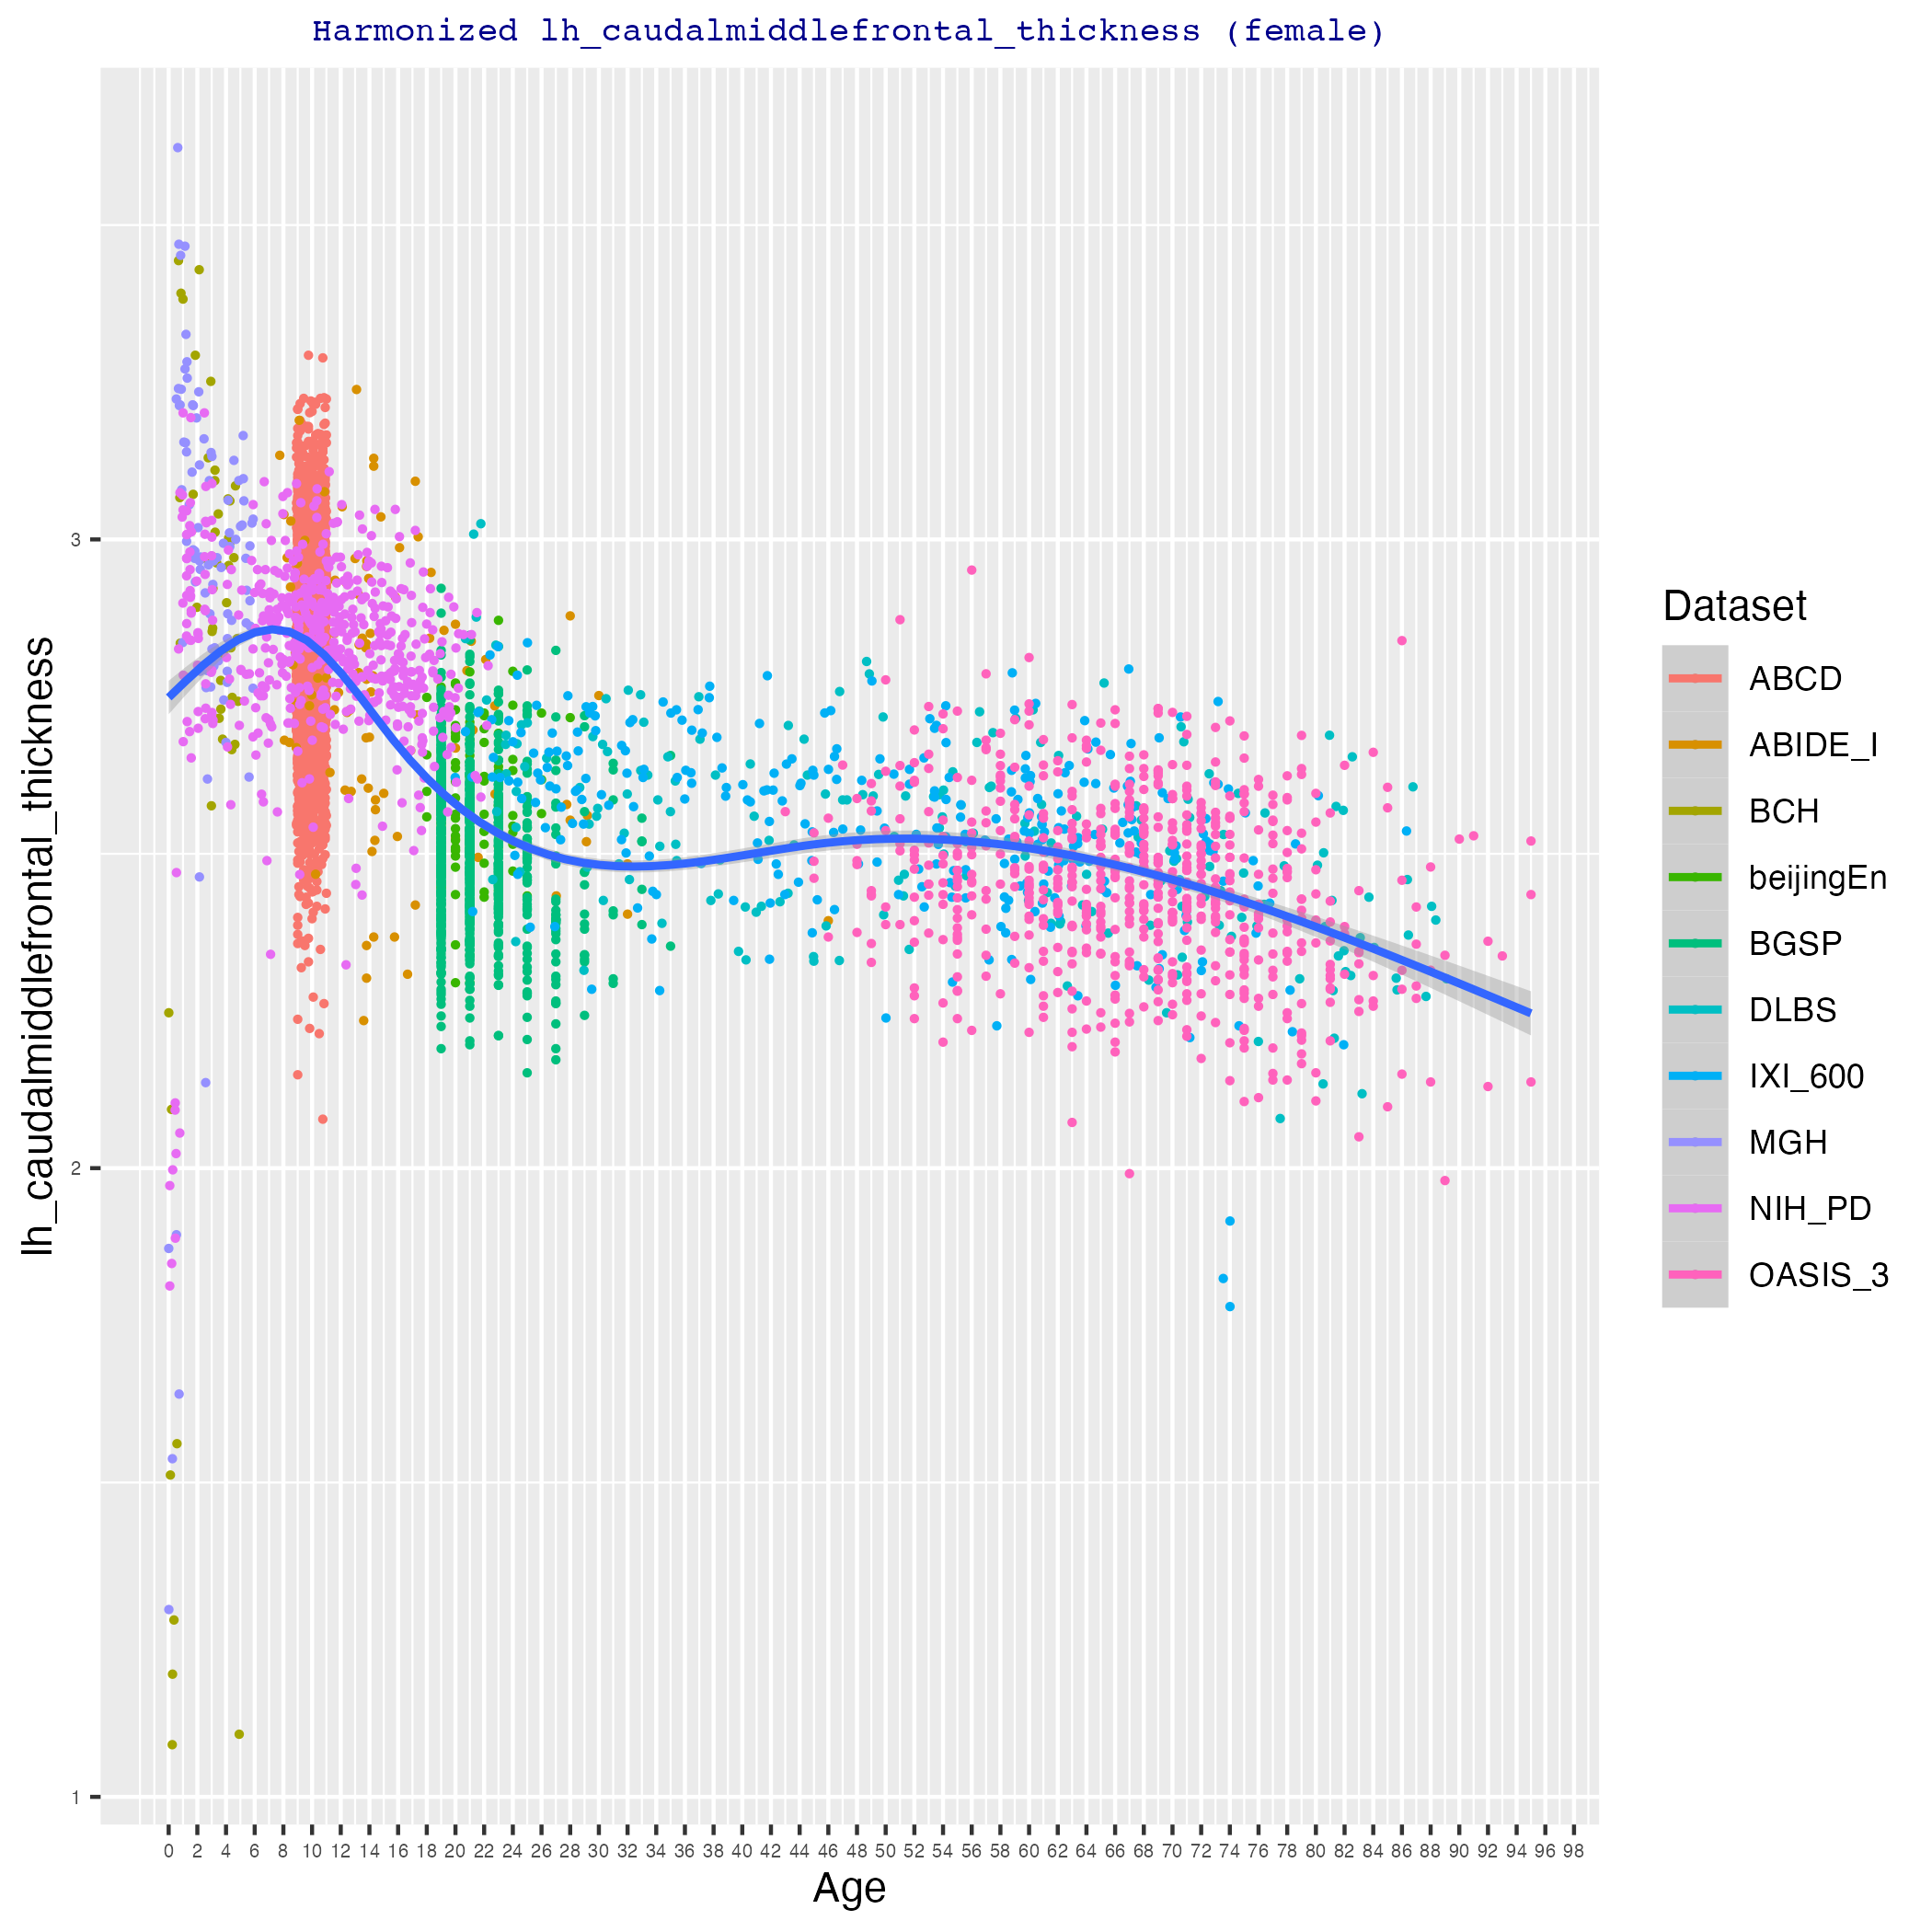 Harmonized lh_caudalmiddlefrontal_thickness (female)
lh_caudalmiddlefrontal_thickness
3
2
1
0 2 4 6 8 10 12 14 16 18 20 22 24 26 28 30 32 34 36 38 40 42 44 46 48 50 52 54 56 58 60 62 64 66 68 70 72 74 76 78 80 82 84 86 88 90 92 94 96 98
Age
Dataset
ABCD
ABIDE_I
BCH
beijingEn
BGSP
DLBS
IXI_600
MGH
NIH_PD
OASIS_3